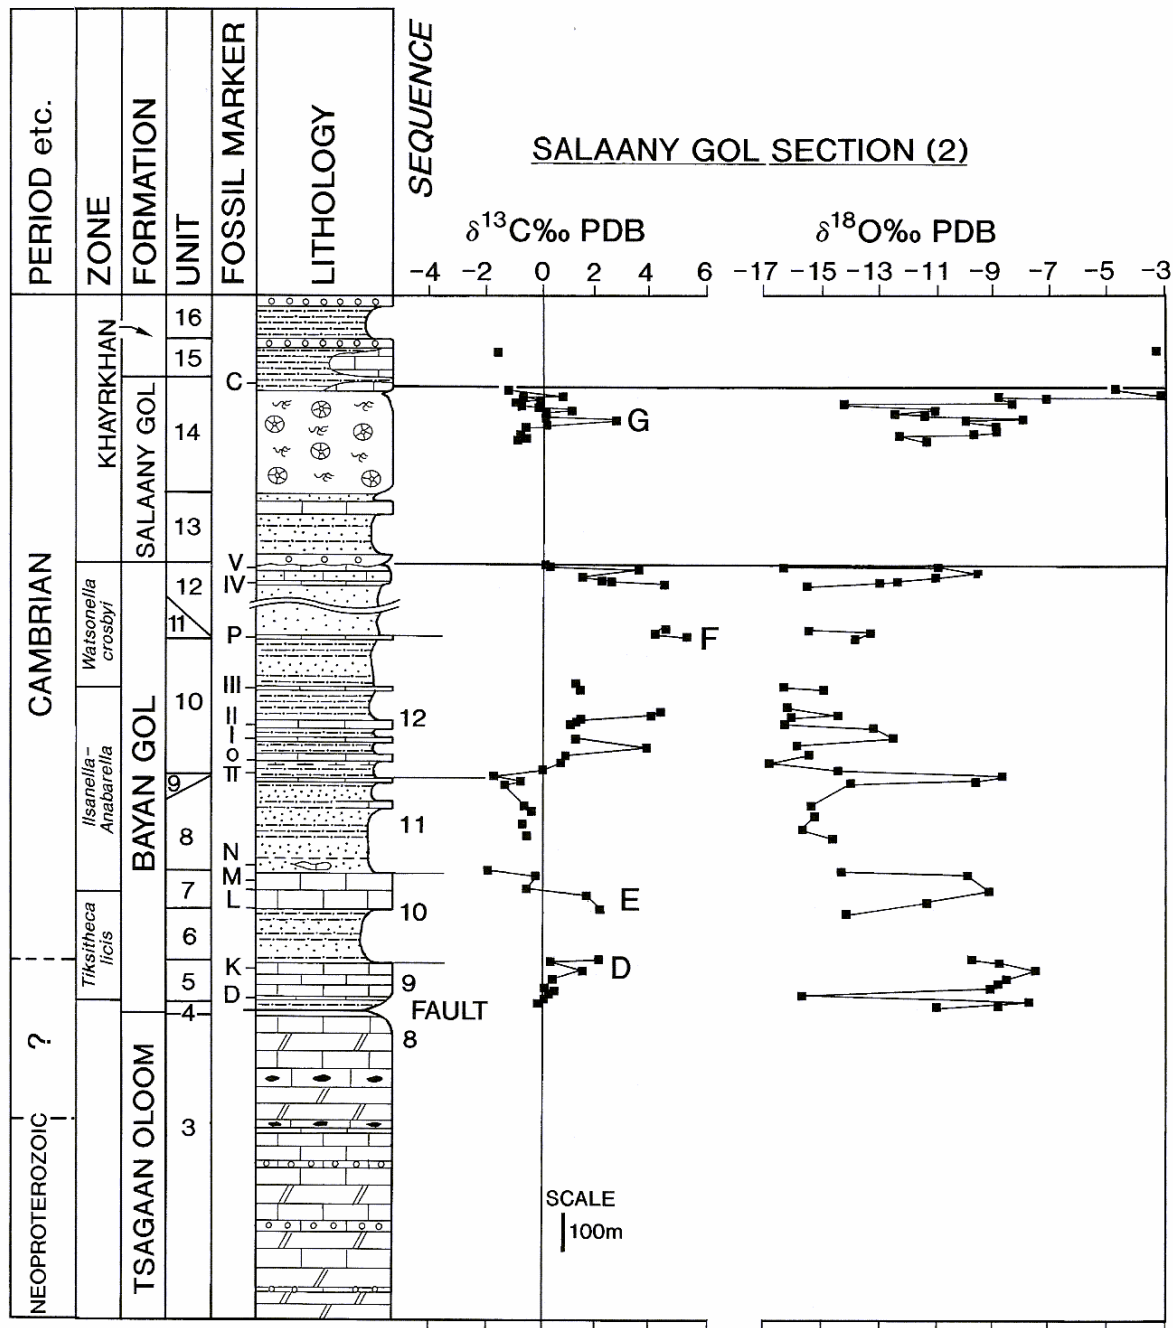 PERIOD etc.
ZONE
FORMATION
UNIT
FOSSIL MARKER
LITHOLOGY
SEQUENCE
SALAANY GOL SECTION (2)
δ13C‰ PDB
δ18O‰ PDB
−4 −2 0 2 4 6
−17 −15 −13 −11 −9 −7 −5 −3
CAMBRIAN
?
NEOPROTEROZOIC
KHAYRKHAN
Watsonella
crosbyi
Ilsanella–
Anabarella
Tiksitheca
licis
SALAANY GOL
BAYAN GOL
TSAGAAN OLOOM
16
15
14
13
12
11
10
9
8
7
6
5
4
3
C
V
IV
P
III
II
I
o
π
N
M
L
K
D
12
11
10
9
8
FAULT
G
F
E
D
SCALE
100m